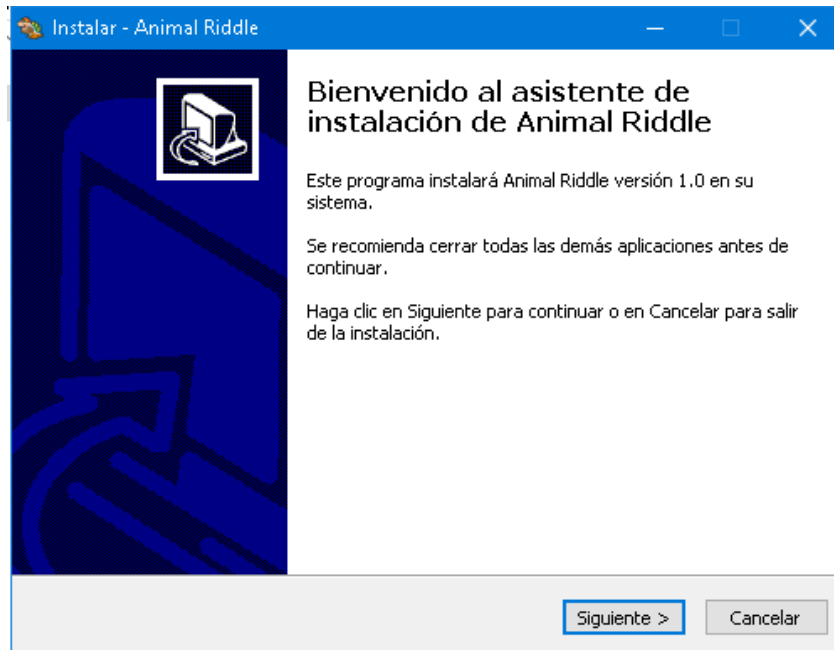 Instalar - Animal Riddle
Bienvenido al asistente de
instalación de Animal Riddle
Este programa instalará Animal Riddle versión 1.0 en su
sistema.
Se recomienda cerrar todas las demás aplicaciones antes de
continuar.
Haga clic en Siguiente para continuar o en Cancelar para salir
de la instalación.
Siguiente >
Cancelar